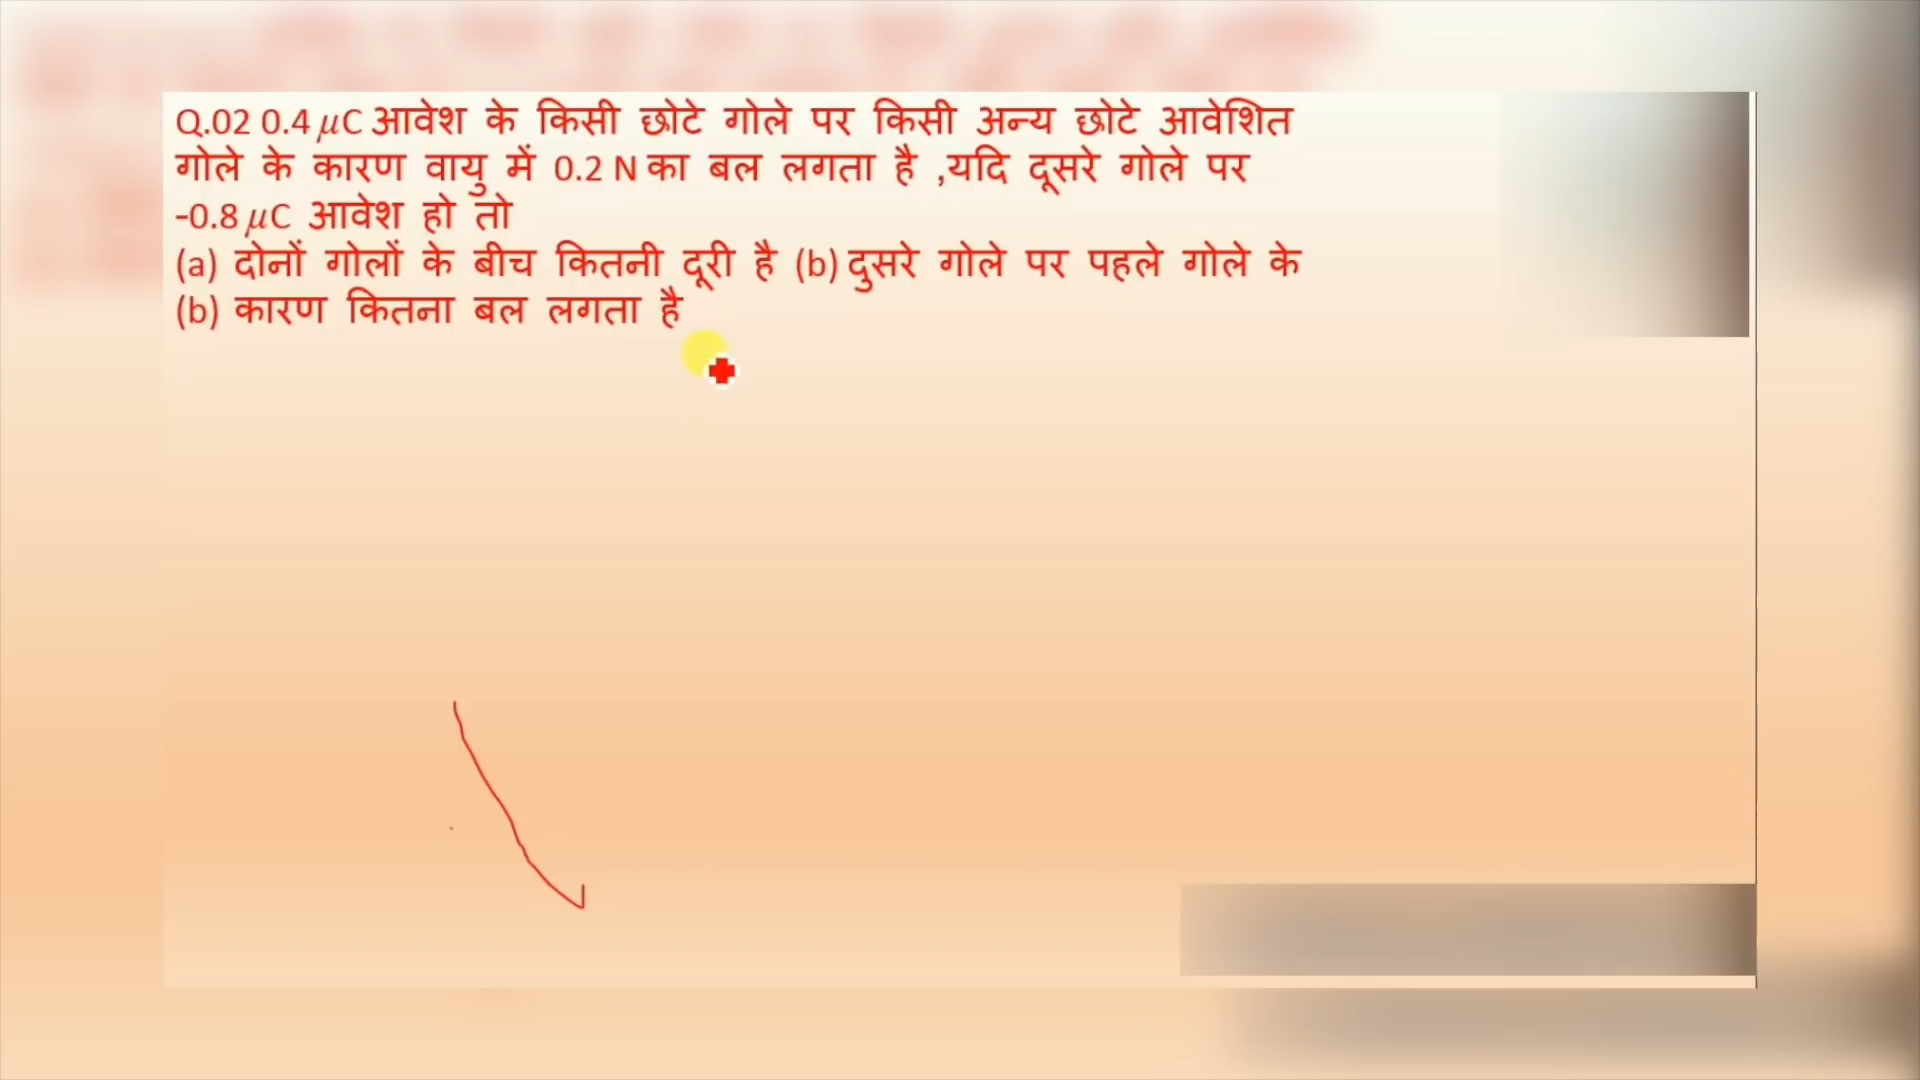 Q.02 0.4 μC आवेश के किसी छोटे गोले पर किसी अन्य छोटे आवेशित
गोले के कारण वायु में 0.2 N का बल लगता है ,यदि दूसरे गोले पर
-0.8 μC आवेश हो तो
(a) दोनों गोलों के बीच कितनी दूरी है (b) दुसरे गोले पर पहले गोले के
(b) कारण कितना बल लगता है